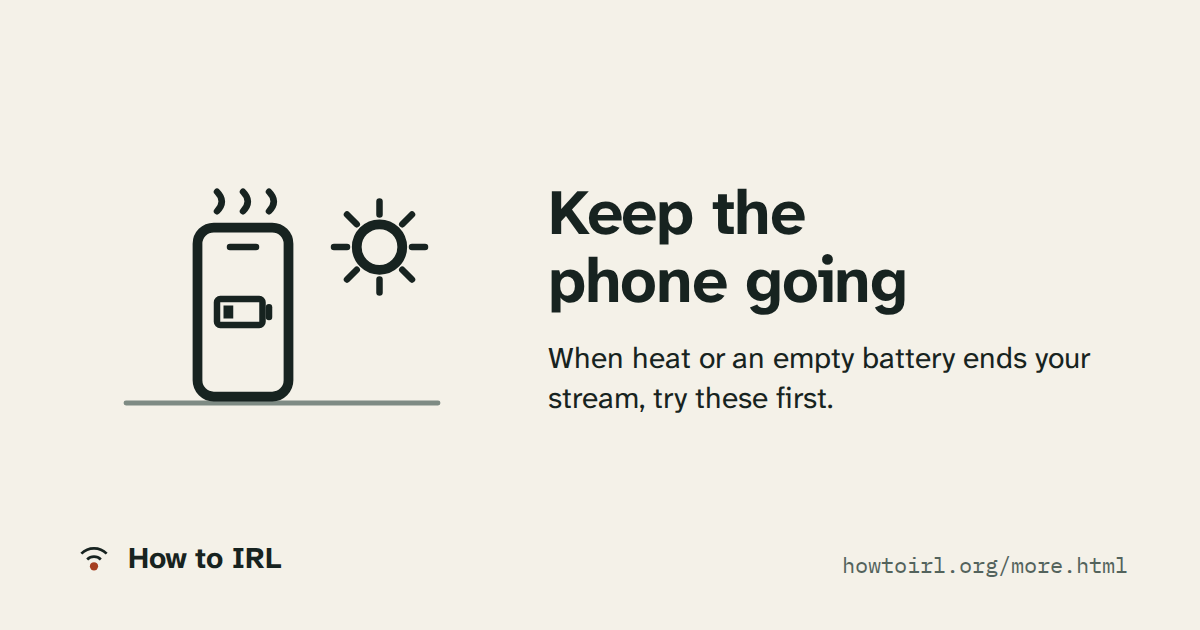 Keep the
phone going
When heat or an empty battery ends your
stream, try these first.
How to IRL
howtoirl.org/more.html